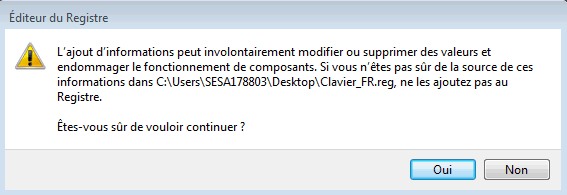 Éditeur du Registre
L'ajout d'informations peut involontairement modifier ou supprimer des valeurs et
endommager le fonctionnement de composants. Si vous n'êtes pas sûr de la source de ces
informations dans C:\Users\SESA178803\Desktop\Clavier_FR.reg, ne les ajoutez pas au
Registre.
Êtes-vous sûr de vouloir continuer ?
Oui
Non